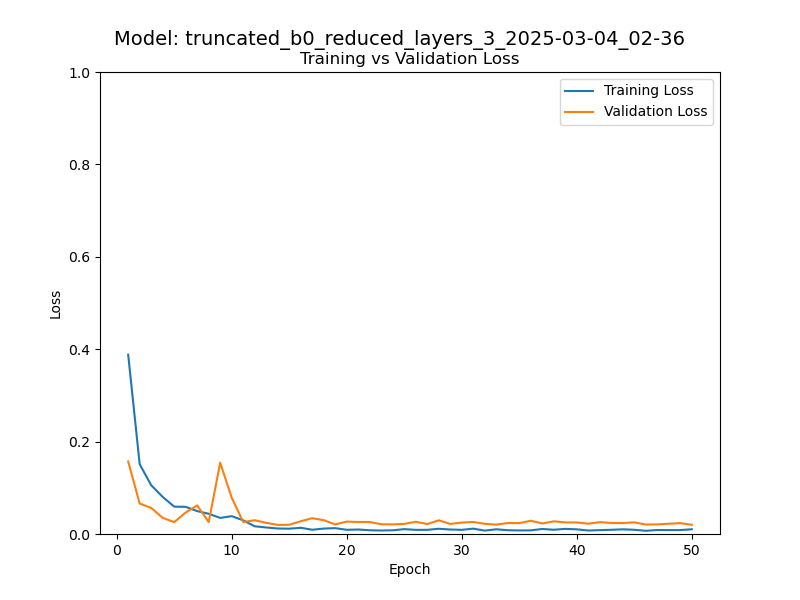 Model: truncated_b0_reduced_layers_3_2025-03-04_02-36
Training vs Validation Loss
Training Loss
Validation Loss
1.0
0.8
0.6
0.4
0.2
0.0
Loss
0
10
20
30
40
50
Epoch